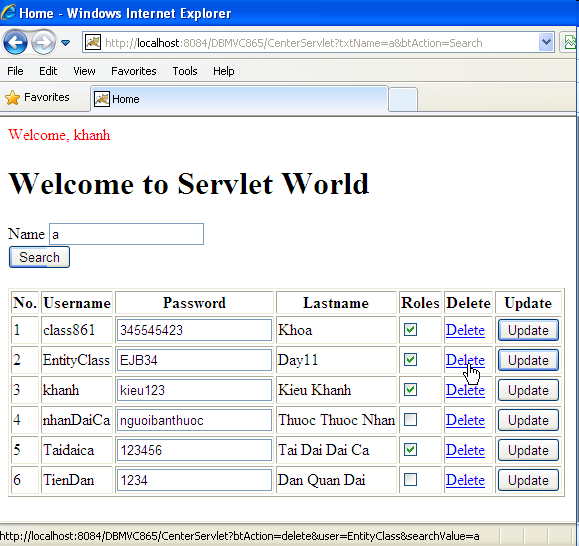 Home - Windows Internet Explorer
http://localhost:8084/DBMVC865/CenterServlet?txtName=a&btAction=Search
File Edit View Favorites Tools Help
Favorites Home
Welcome, khanh
Welcome to Servlet World
Name a
Search
No. Username Password Lastname Roles Delete Update
1 class861 345545423 Khoa Delete Update
2 EntityClass EJB34 Day11 Delete Update
3 khanh kieu123 Kieu Khanh Delete Update
4 nhanDaiCa nguoibanthuoc Thuoc Thuoc Nhan Delete Update
5 Taidaica 123456 Tai Dai Dai Ca Delete Update
6 TienDan 1234 Dan Quan Dai Delete Update
http://localhost:8084/DBMVC865/CenterServlet?btAction=delete&user=EntityClass&searchValue=a